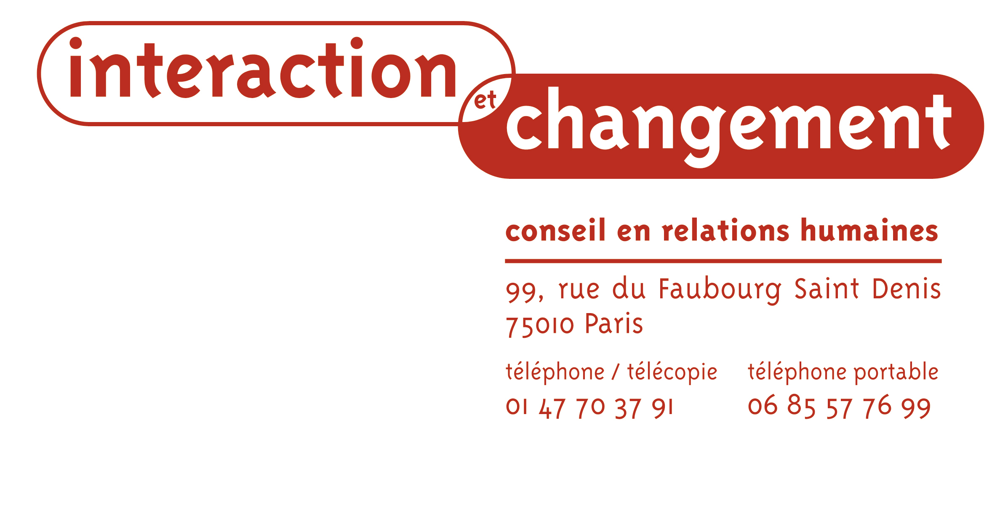 interaction
et
changement
conseil en relations humaines
99, rue du Faubourg Saint Denis
75010 Paris
téléphone / télécopie téléphone portable
01 47 70 37 91 06 85 57 76 99